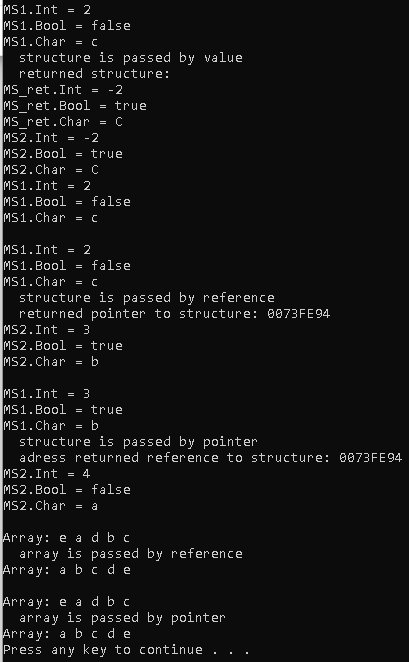 MS1.Int = 2
MS1.Bool = false
MS1.Char = c
structure is passed by value
returned structure:
MS_ret.Int = -2
MS_ret.Bool = true
MS_ret.Char = C
MS2.Int = -2
MS2.Bool = true
MS2.Char = C
MS1.Int = 2
MS1.Bool = false
MS1.Char = c

MS1.Int = 2
MS1.Bool = false
MS1.Char = c
structure is passed by reference
returned pointer to structure: 0073FE94
MS2.Int = 3
MS2.Bool = true
MS2.Char = b

MS1.Int = 3
MS1.Bool = true
MS1.Char = b
structure is passed by pointer
adress returned reference to structure: 0073FE94
MS2.Int = 4
MS2.Bool = false
MS2.Char = a

Array: e a d b c
array is passed by reference
Array: a b c d e

Array: e a d b c
array is passed by pointer
Array: a b c d e
Press any key to continue . . .